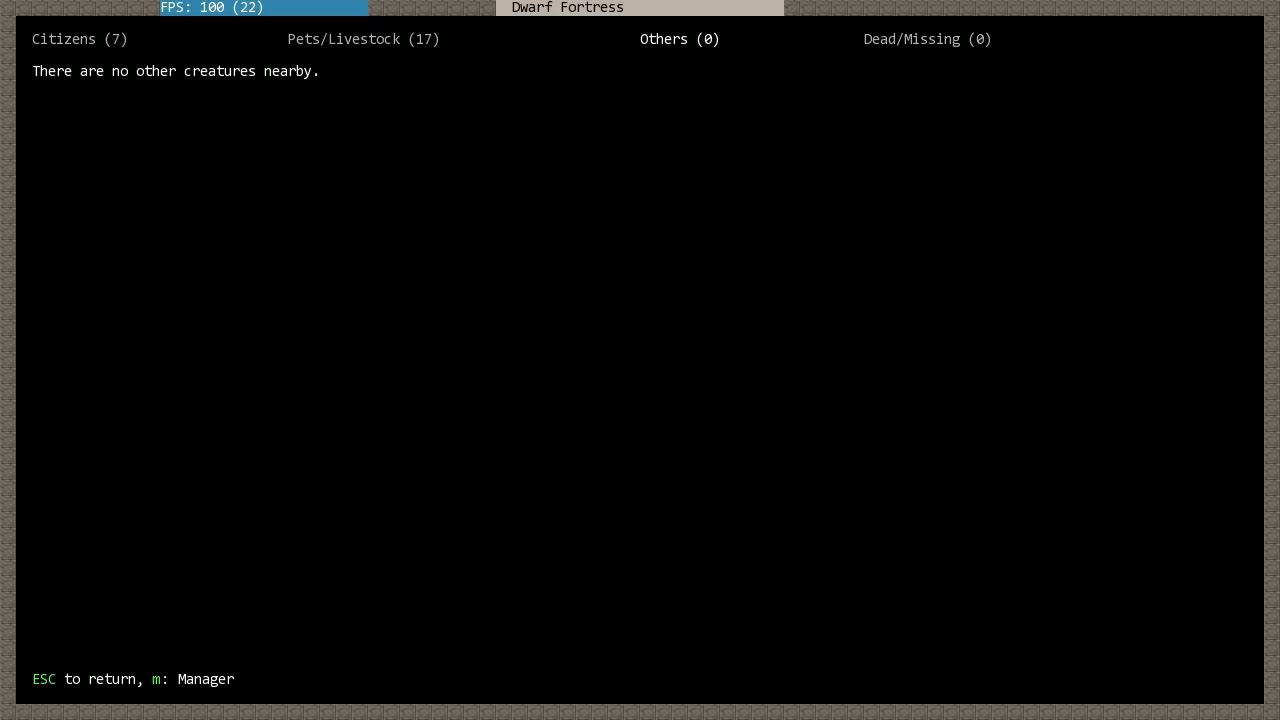 FPS: 100 (22) Dwarf Fortress
Citizens (7) Pets/Livestock (17) Others (0) Dead/Missing (0)
There are no other creatures nearby.
ESC to return, m: Manager